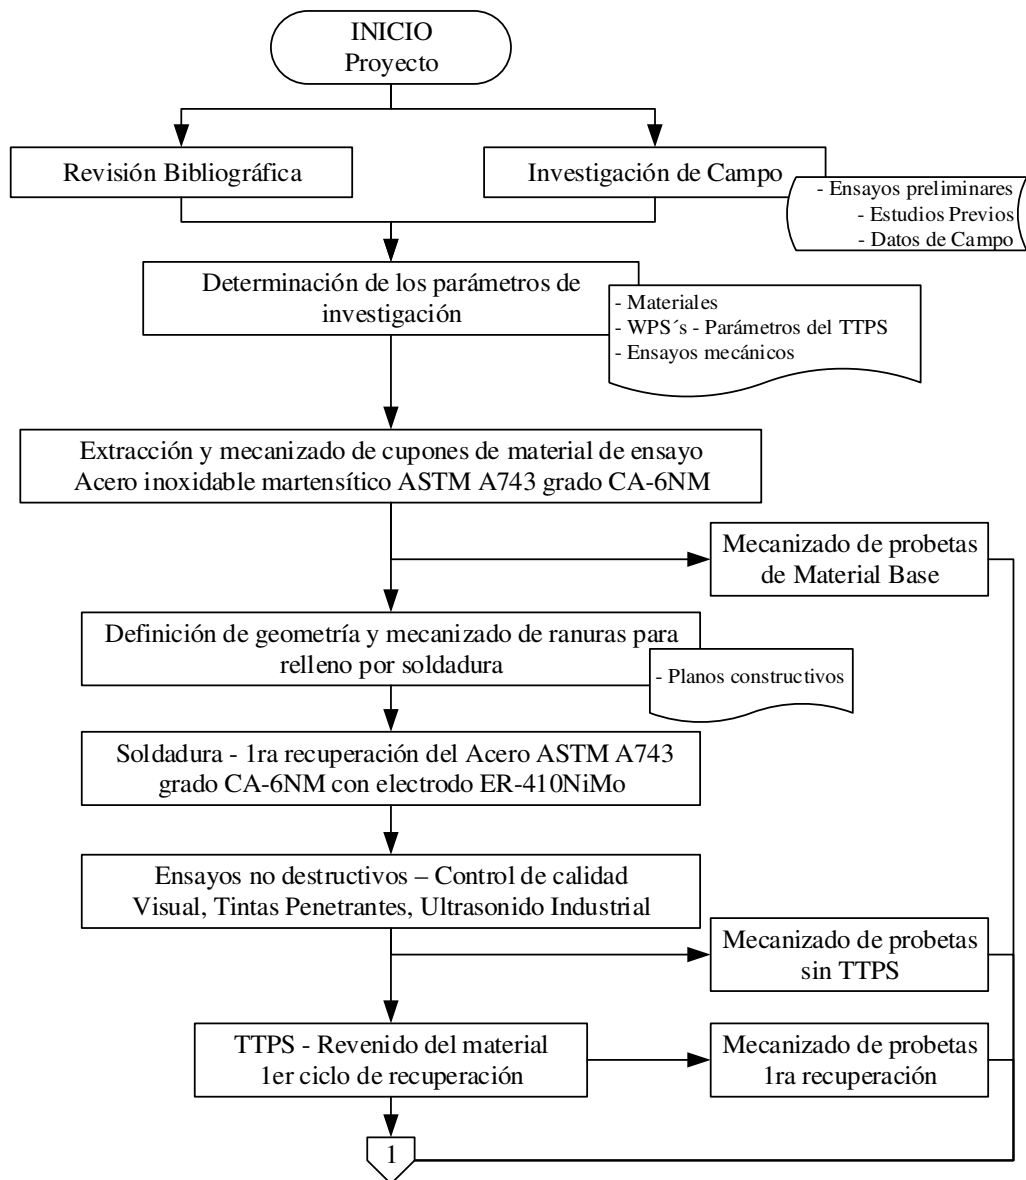 INICIO
Proyecto
Revisión Bibliográfica
Investigación de Campo
- Ensayos preliminares
- Estudios Previos
- Datos de Campo
Determinación de los parámetros de
investigación
- Materiales
- WPS´s - Parámetros del TTPS
- Ensayos mecánicos
Extracción y mecanizado de cupones de material de ensayo
Acero inoxidable martensítico ASTM A743 grado CA-6NM
Mecanizado de probetas
de Material Base
Definición de geometría y mecanizado de ranuras para
relleno por soldadura
- Planos constructivos
Soldadura - 1ra recuperación del Acero ASTM A743
grado CA-6NM con electrodo ER-410NiMo
Ensayos no destructivos – Control de calidad
Visual, Tintas Penetrantes, Ultrasonido Industrial
Mecanizado de probetas
sin TTPS
TTPS - Revenido del material
1er ciclo de recuperación
Mecanizado de probetas
1ra recuperación
1